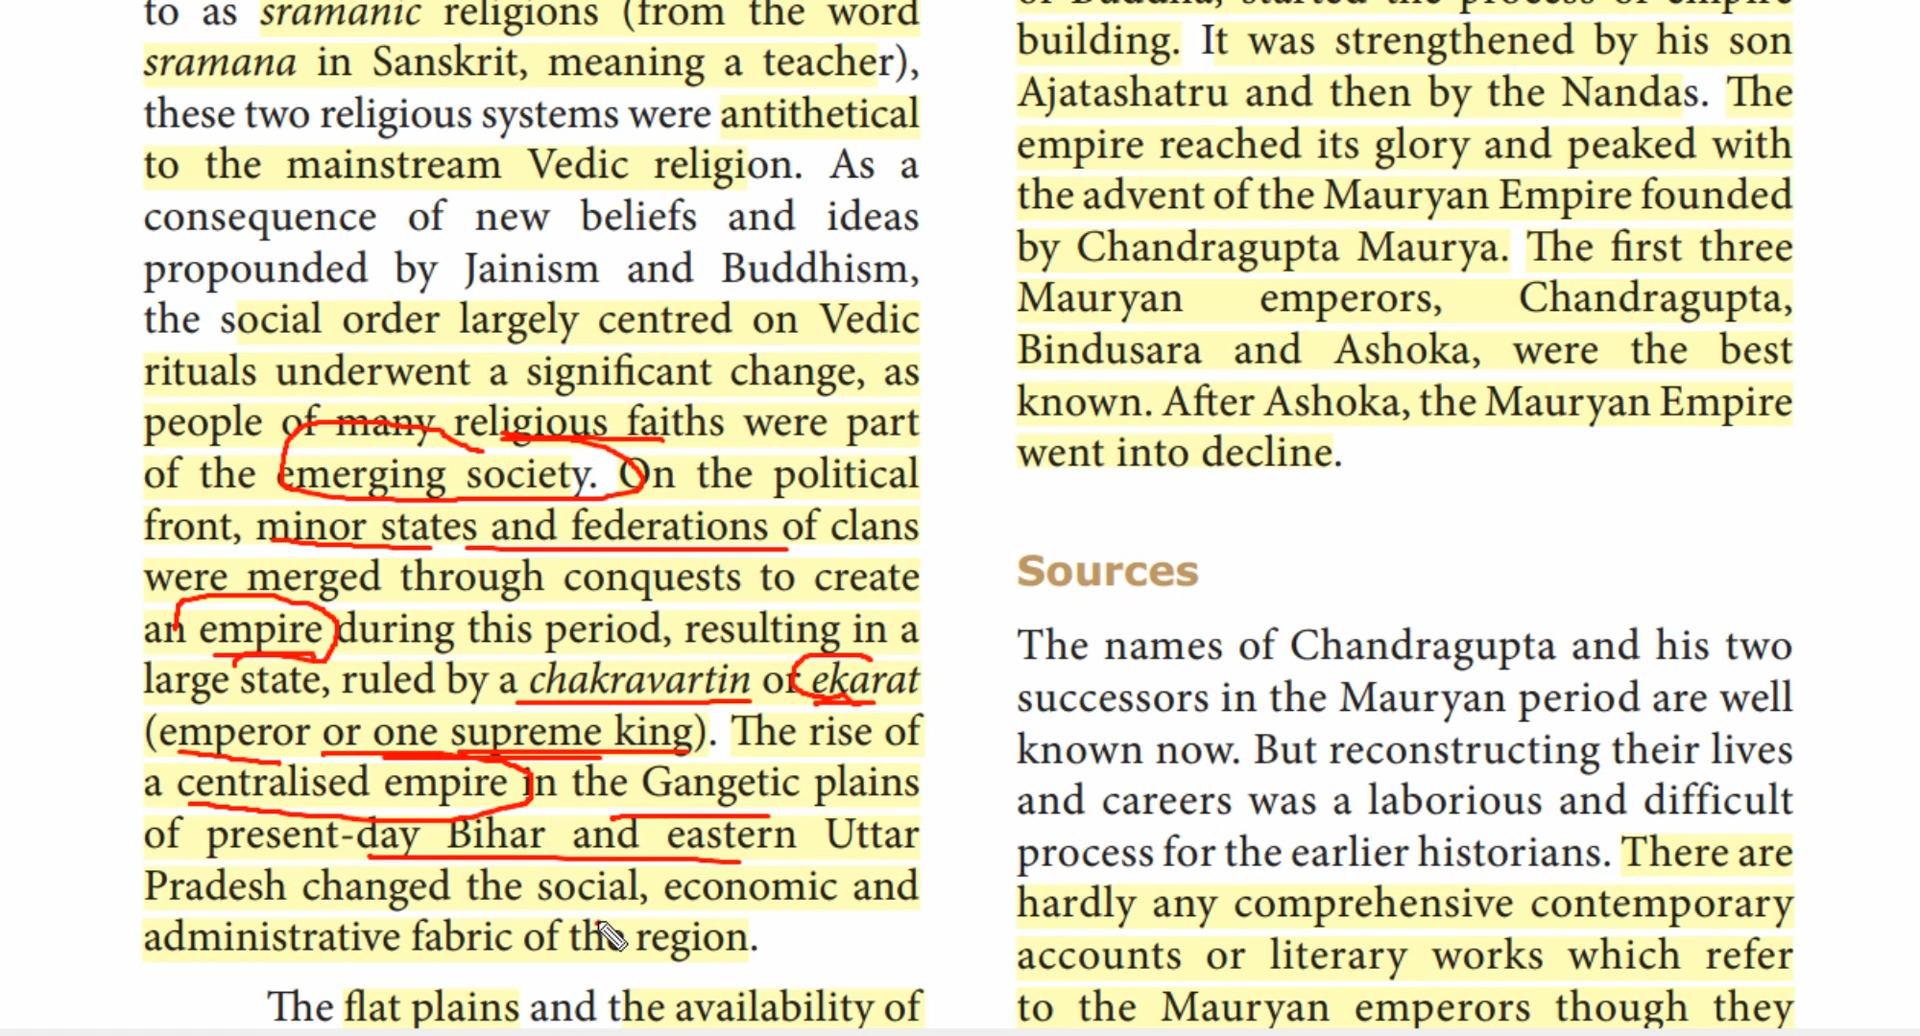 to as sramanic religions (from the word
sramana in Sanskrit, meaning a teacher),
these two religious systems were antithetical
to the mainstream Vedic religion. As a
consequence of new beliefs and ideas
propounded by Jainism and Buddhism,
the social order largely centred on Vedic
rituals underwent a significant change, as
people of many religious faiths were part
of the emerging society. On the political
front, minor states and federations of clans
were merged through conquests to create
an empire during this period, resulting in a
large state, ruled by a chakravartin or ekarat
(emperor or one supreme king). The rise of
a centralised empire in the Gangetic plains
of present-day Bihar and eastern Uttar
Pradesh changed the social, economic and
administrative fabric of the region.
The flat plains and the availability of
of Buddha, started the process of empire
building. It was strengthened by his son
Ajatashatru and then by the Nandas. The
empire reached its glory and peaked with
the advent of the Mauryan Empire founded
by Chandragupta Maurya. The first three
Mauryan emperors, Chandragupta,
Bindusara and Ashoka, were the best
known. After Ashoka, the Mauryan Empire
went into decline.
Sources
The names of Chandragupta and his two
successors in the Mauryan period are well
known now. But reconstructing their lives
and careers was a laborious and difficult
process for the earlier historians. There are
hardly any comprehensive contemporary
accounts or literary works which refer
to the Mauryan emperors though they